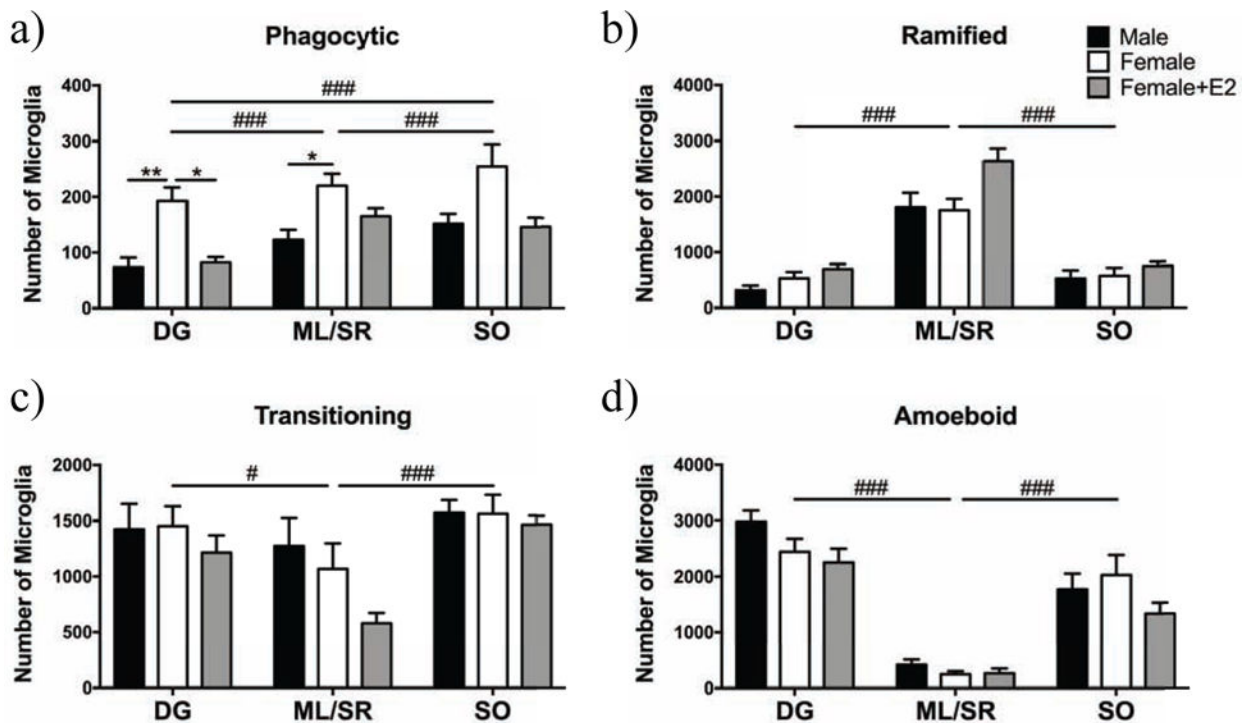 a)
Phagocytic
Number of Microglia
400
300
200
100
0
###
###
###
**
*
*
DG
ML/SR
SO
b)
Ramified
Male
Female
Female+E2
Number of Microglia
4000
3000
2000
1000
0
###
###
DG
ML/SR
SO
c)
Transitioning
Number of Microglia
2000
1500
1000
500
0
#
###
DG
ML/SR
SO
d)
Amoeboid
Number of Microglia
4000
3000
2000
1000
0
###
###
DG
ML/SR
SO